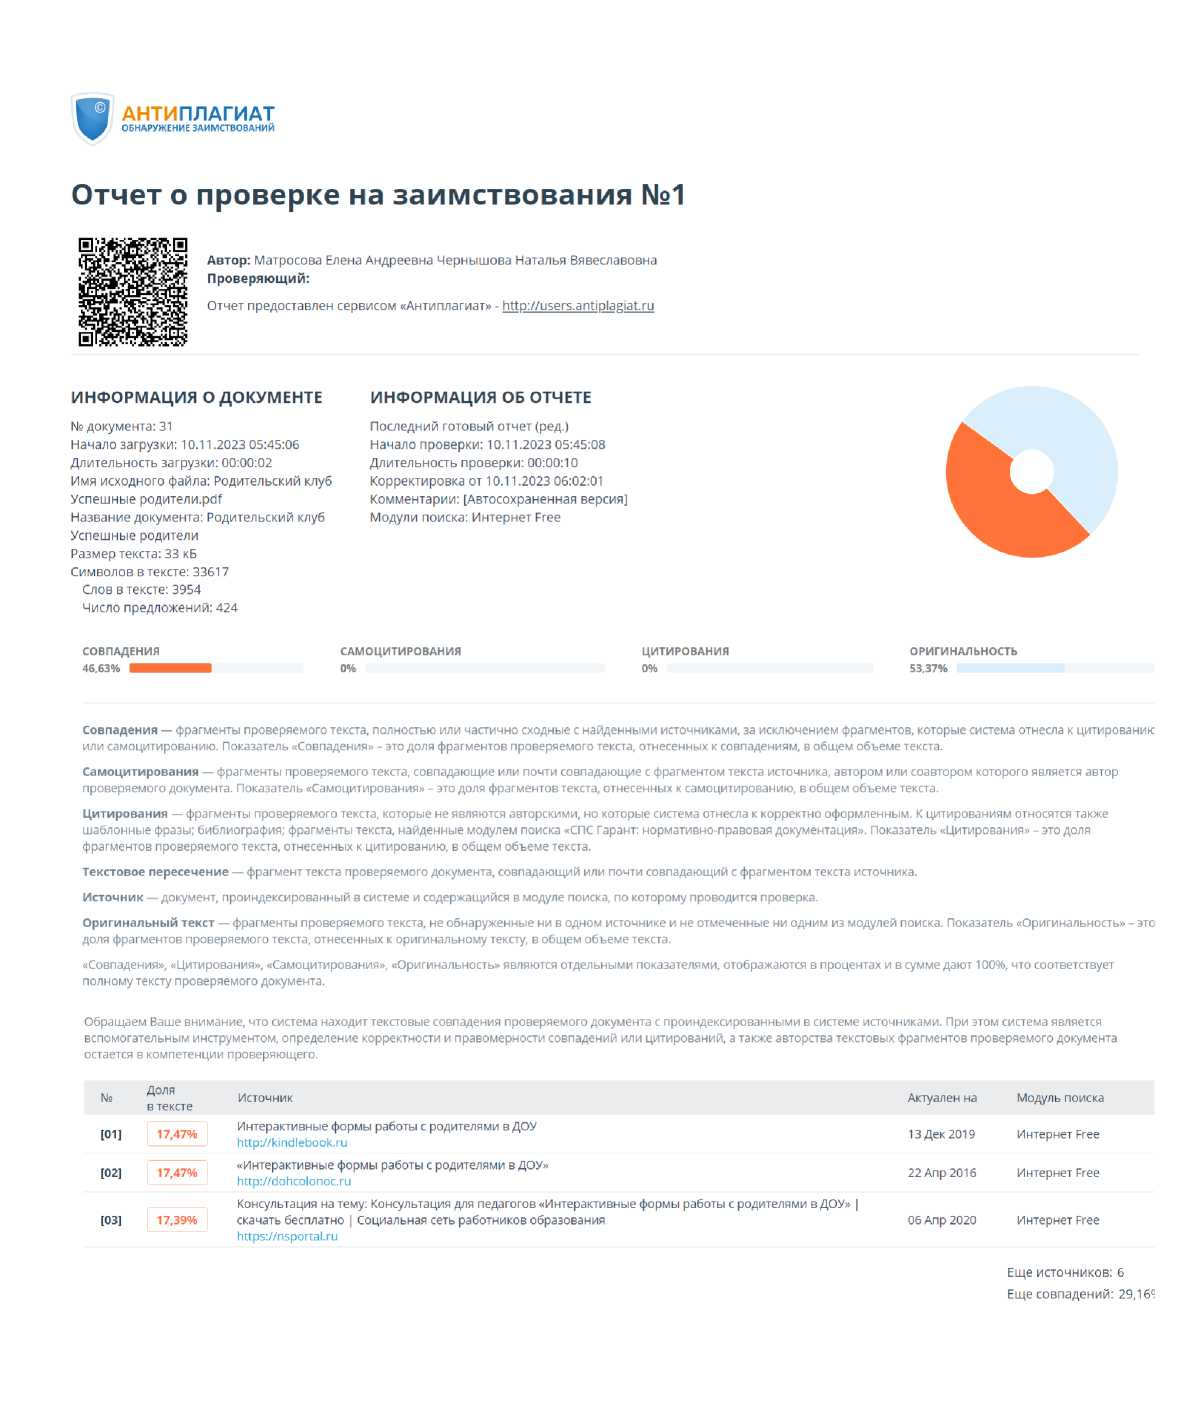 ©
АНТИПЛАГИАТ
ОБНАРУЖЕНИЕ ЗАИМСТВОВАНИЙ
Отчет о проверке на заимствования №1
Автор: Матросова Елена Андреевна Чернышова Наталья Вявеславовна
Проверяющий:
Отчет предоставлен сервисом «Антиплагиат» - http://users.antiplagiat.ru
ИНФОРМАЦИЯ О ДОКУМЕНТЕ
№ документа: 31
Начало загрузки: 10.11.2023 05:45:06
Длительность загрузки: 00:00:02
Имя исходного файла: Родительский клуб
Успешные родители.pdf
Название документа: Родительский клуб
Успешные родители
Размер текста: 33 кБ
Символов в тексте: 33617
Слов в тексте: 3954
Число предложений: 424
ИНФОРМАЦИЯ ОБ ОТЧЕТЕ
Последний готовый отчет (ред.)
Начало проверки: 10.11.2023 05:45:08
Длительность проверки: 00:00:10
Корректировка от 10.11.2023 06:02:01
Комментарии: [Автосохраненная версия]
Модули поиска: Интернет Free
СОВПАДЕНИЯ
46,63%
САМОЦИТИРОВАНИЯ
0%
ЦИТИРОВАНИЯ
0%
ОРИГИНАЛЬНОСТЬ
53,37%
Совпадения — фрагменты проверяемого текста, полностью или частично сходные с найденными источниками, за исключением фрагментов, которые система отнесла к цитированию
или самоцитированию. Показатель «Совпадения» – это доля фрагментов проверяемого текста, отнесенных к совпадениям, в общем объеме текста.
Самоцитирования — фрагменты проверяемого текста, совпадающие или почти совпадающие с фрагментом текста источника, автором или соавтором которого является автор
проверяемого документа. Показатель «Самоцитирования» – это доля фрагментов текста, отнесенных к самоцитированию, в общем объеме текста.
Цитирования — фрагменты проверяемого текста, которые не являются авторскими, но которые система отнесла к корректно оформленным. К цитированиям относятся также
шаблонные фразы; библиография; фрагменты текста, найденные модулем поиска «СПС Гарант: нормативно-правовая документация». Показатель «Цитирования» – это доля
фрагментов проверяемого текста, отнесенных к цитированию, в общем объеме текста.
Текстовое пересечение — фрагмент текста проверяемого документа, совпадающий или почти совпадающий с фрагментом текста источника.
Источник — документ, проиндексированный в системе и содержащийся в модуле поиска, по которому проводится проверка.
Оригинальный текст — фрагменты проверяемого текста, не обнаруженные ни в одном источнике и не отмеченные ни одним из модулей поиска. Показатель «Оригинальность» – это
доля фрагментов проверяемого текста, отнесенных к оригинальному тексту, в общем объеме текста.
«Совпадения», «Цитирования», «Самоцитирования», «Оригинальность» являются отдельными показателями, отображаются в процентах и в сумме дают 100%, что соответствует
полному тексту проверяемого документа.
Обращаем Ваше внимание, что система находит текстовые совпадения проверяемого документа с проиндексированными в системе источниками. При этом система является
вспомогательным инструментом, определение корректности и правомерности совпадений или цитирований, а также авторства текстовых фрагментов проверяемого документа
остается в компетенции проверяющего.
№ Доля в тексте Источник Актуален на Модуль поиска
[01] 17,47% Интерактивные формы работы с родителями в ДОУ 13 Дек 2019 Интернет Free
http://kindlebook.ru
[02] 17,47% «Интерактивные формы работы с родителями в ДОУ» 22 Апр 2016 Интернет Free
http://dohcolonoc.ru
[03] 17,39% Консультация на тему: Консультация для педагогов «Интерактивные формы работы с родителями в ДОУ» |
скачать бесплатно | Социальная сеть работников образования 06 Апр 2020 Интернет Free
https://nsportal.ru
Еще источников: 6
Еще совпадений: 29,16%